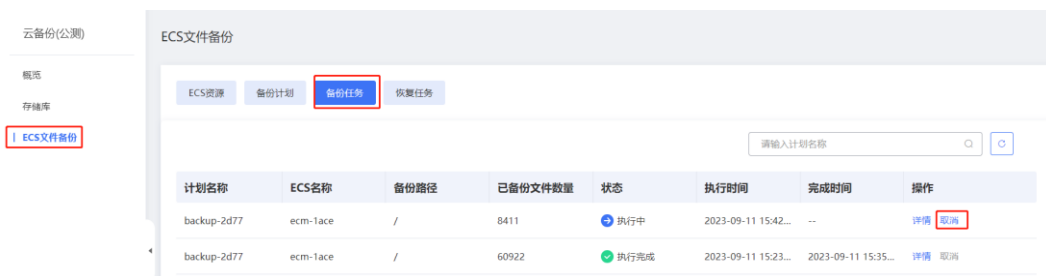 云备份(公测)
ECS文件备份
概览
存储库
ECS文件备份
ECS资源 备份计划 备份任务 恢复任务
请输入计划名称
计划名称 ECS名称 备份路径 已备份文件数量 状态 执行时间 完成时间 操作
backup-2d77 ecm-1ace / 8411 执行中 2023-09-11 15:42... -- 详情 取消
backup-2d77 ecm-1ace / 60922 执行完成 2023-09-11 15:23... 2023-09-11 15:35... 详情 取消